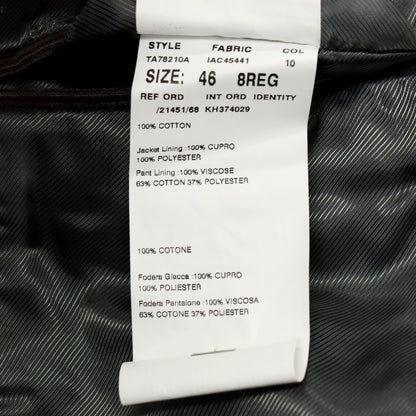 STYLE FABRIC COL
TA78210A IAC45441 10
SIZE: 46 8REG
REF ORD INT ORD IDENTITY
/21451/68 KH374029
100% COTTON
Jacket Lining :100% CUPRO
100% POLYESTER
Pant Lining :100% VISCOSE
63% COTTON 37% POLYESTER
100% COTONE
Fodera Giacca :100% CUPRO
100% POLIESTER
Fodera Pantalone :100% VISCOSA
63% COTONE 37% POLIESTER